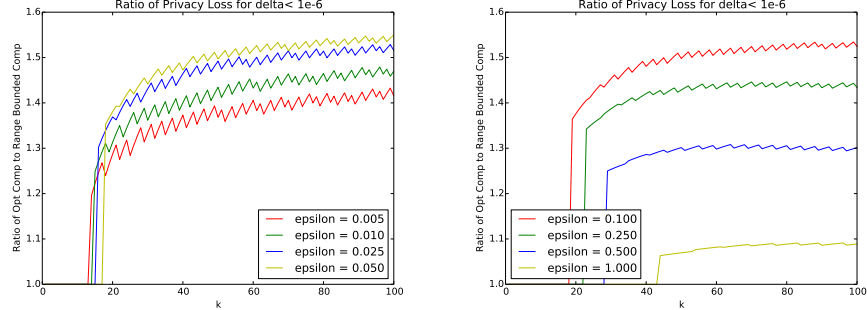 Ratio of Privacy Loss for delta< 1e-6
1.6
1.5
1.4
1.3
1.2
1.1
1.0
Ratio of Opt Comp to Range Bounded Comp
0 20 40 60 80 100
k
epsilon = 0.005
epsilon = 0.010
epsilon = 0.025
epsilon = 0.050
Ratio of Privacy Loss for delta< 1e-6
1.6
1.5
1.4
1.3
1.2
1.1
1.0
Ratio of Opt Comp to Range Bounded Comp
0 20 40 60 80 100
k
epsilon = 0.100
epsilon = 0.250
epsilon = 0.500
epsilon = 1.000